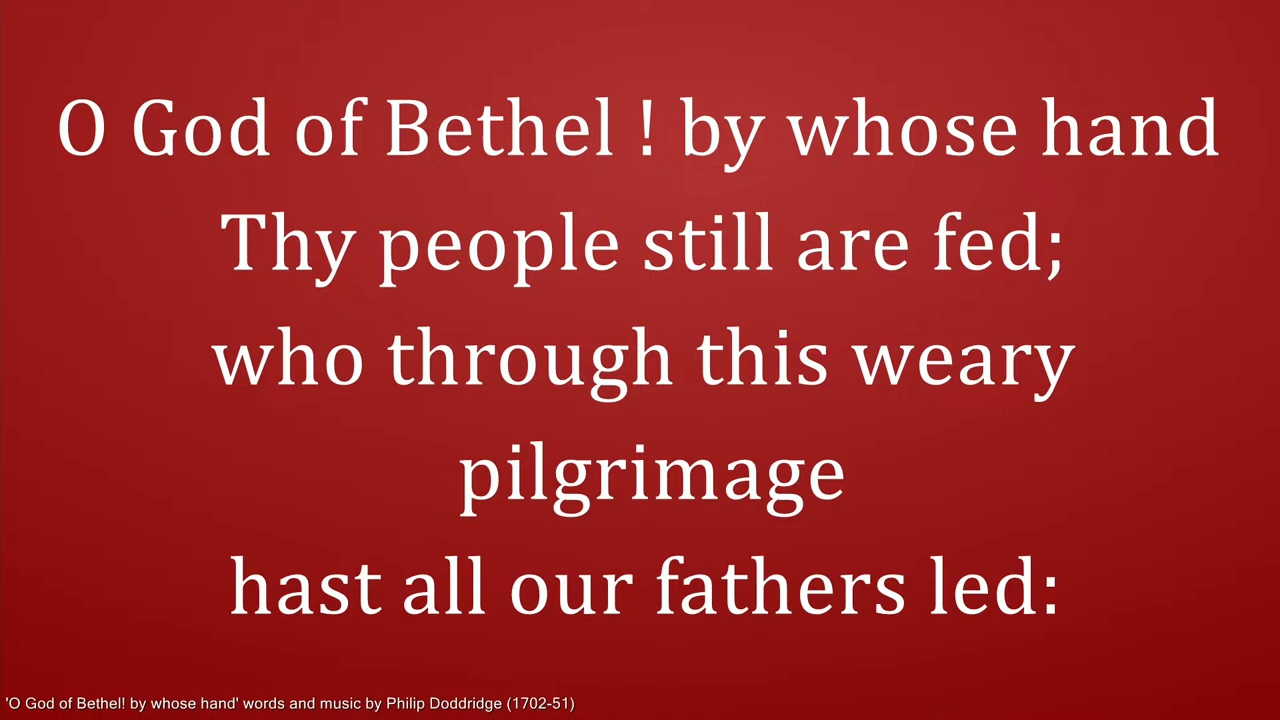 O God of Bethel ! by whose hand
Thy people still are fed;
who through this weary
pilgrimage
hast all our fathers led:
'O God of Bethel! by whose hand' words and music by Philip Doddridge (1702-51)